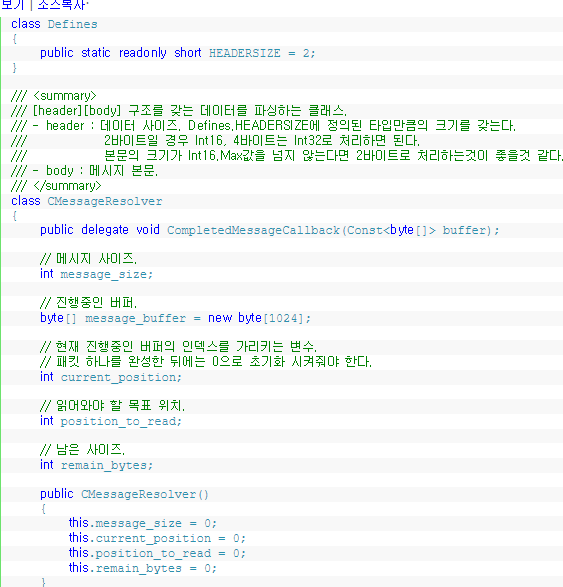 보기 | 소스복사·
class Defines
{
    public static readonly short HEADERSIZE = 2;
}

/// <summary>
/// [header][body] 구조를 갖는 데이터를 파싱하는 클래스.
/// - header : 데이터 사이즈. Defines.HEADERSIZE에 정의된 타입만큼의 크기를 갖는다.
///            2바이트일 경우 Int16, 4바이트는 Int32로 처리하면 된다.
///            본문의 크기가 Int16.Max값을 넘지 않는다면 2바이트로 처리하는것이 좋을것 같다.
/// - body : 메시지 본문.
/// </summary>
class CMessageResolver
{
    public delegate void CompletedMessageCallback(Const<byte[]> buffer);

    // 메시지 사이즈.
    int message_size;

    // 진행중인 버퍼.
    byte[] message_buffer = new byte[1024];

    // 현재 진행중인 버퍼의 인덱스를 가리키는 변수.
    // 패킷 하나를 완성한 뒤에는 0으로 초기화 시켜줘야 한다.
    int current_position;

    // 읽어와야 할 목표 위치.
    int position_to_read;

    // 남은 사이즈.
    int remain_bytes;

    public CMessageResolver()
    {
        this.message_size = 0;
        this.current_position = 0;
        this.position_to_read = 0;
        this.remain_bytes = 0;
    }